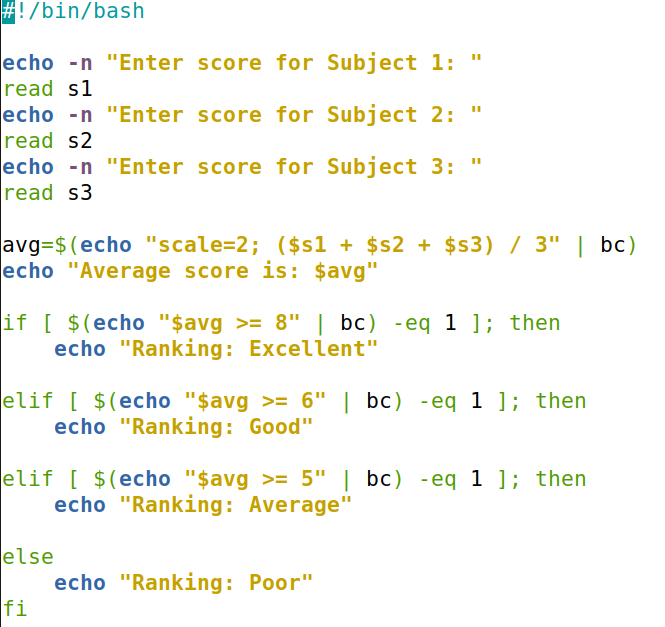 #!/bin/bash

echo -n "Enter score for Subject 1: "
read s1
echo -n "Enter score for Subject 2: "
read s2
echo -n "Enter score for Subject 3: "
read s3

avg=$(echo "scale=2; ($s1 + $s2 + $s3) / 3" | bc)
echo "Average score is: $avg"

if [ $(echo "$avg >= 8" | bc) -eq 1 ]; then
    echo "Ranking: Excellent"

elif [ $(echo "$avg >= 6" | bc) -eq 1 ]; then
    echo "Ranking: Good"

elif [ $(echo "$avg >= 5" | bc) -eq 1 ]; then
    echo "Ranking: Average"

else
    echo "Ranking: Poor"
fi